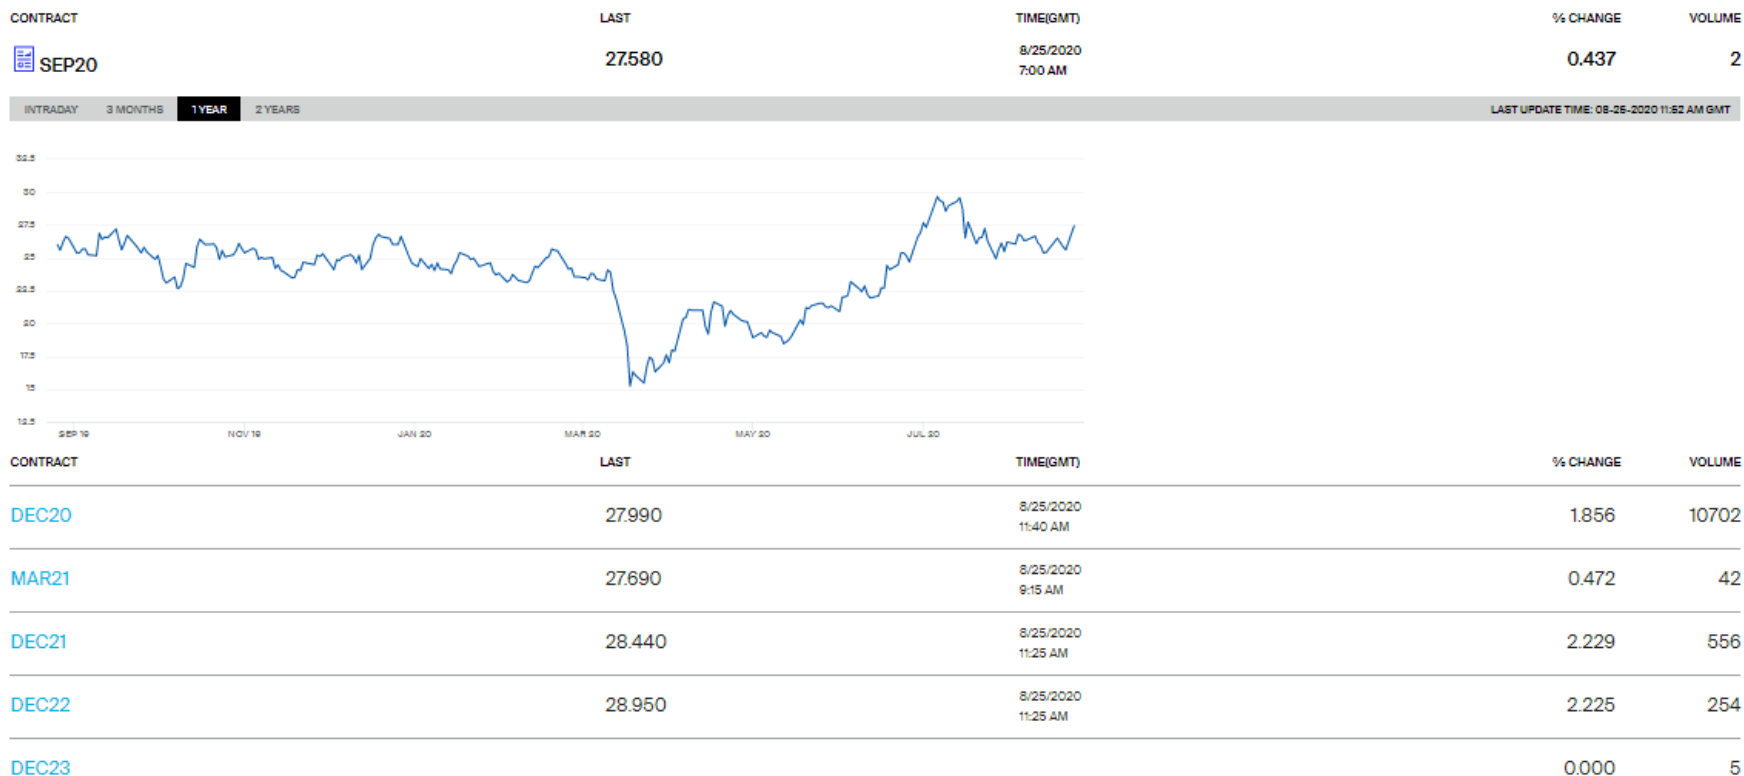 CONTRACT LAST TIME(GMT) % CHANGE VOLUME
SEP20 27.580 8/25/2020 7:00 AM 0.437 2
INTRADAY 3 MONTHS 1 YEAR 2 YEARS LAST UPDATE TIME: 08-25-2020 11:52 AM GMT
32.5
30
27.5
25
22.5
20
17.5
15
12.5
SEP 19 NOV 19 JAN 20 MAR 20 MAY 20 JUL 20
CONTRACT LAST TIME(GMT) % CHANGE VOLUME
DEC20 27.990 8/25/2020 11:40 AM 1.856 10702
MAR21 27.690 8/25/2020 9:15 AM 0.472 42
DEC21 28.440 8/25/2020 11:25 AM 2.229 556
DEC22 28.950 8/25/2020 11:25 AM 2.225 254
DEC23 0.000 5